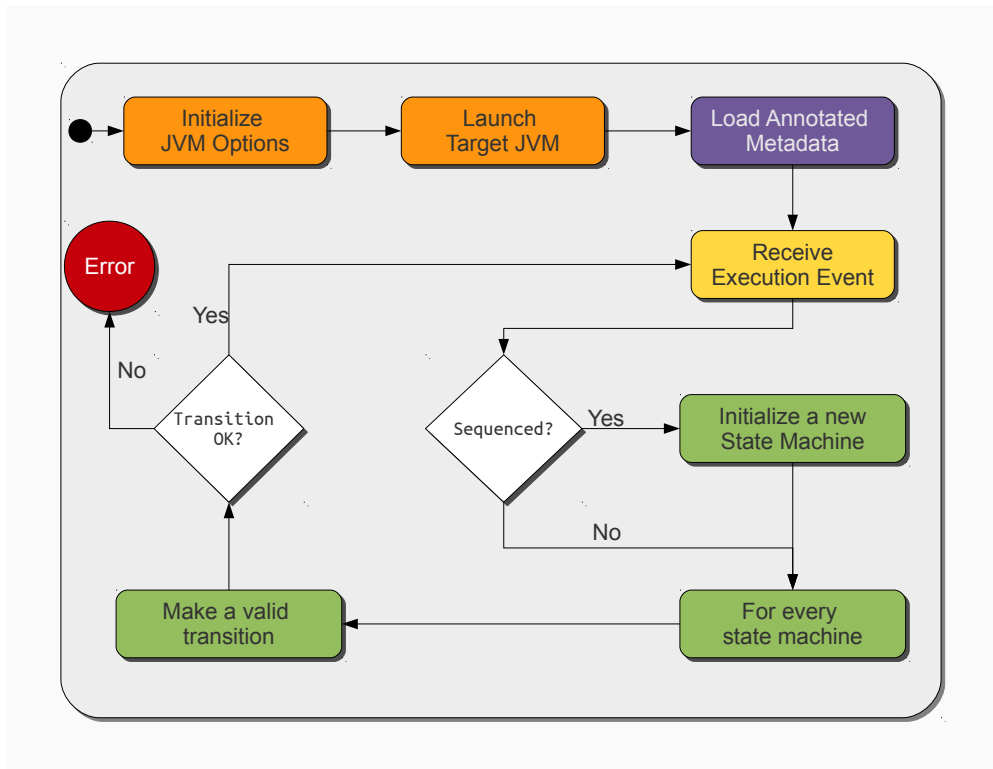 Initialize
JVM Options
Launch
Target JVM
Load Annotated
Metadata
Error
Receive
Execution Event
Yes
No
Transition
OK?
Sequenced?
Yes
Initialize a new
State Machine
No
Make a valid
transition
For every
state machine